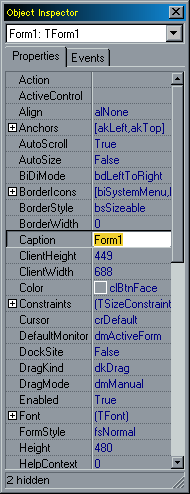 Object Inspector
Form1: TForm1
Properties Events
Action
ActiveControl
Align alNone
Anchors [akLeft,akTop]
AutoScroll True
AutoSize False
BiDiMode bdLeftToRight
BorderIcons [biSystemMenu,
BorderStyle bsSizeable
BorderWidth 0
Caption Form1
ClientHeight 449
ClientWidth 688
Color clBtnFace
Constraints (TSizeConstraint
Cursor crDefault
DefaultMonitor dmActiveForm
DockSite False
DragKind dkDrag
DragMode dmManual
Enabled True
Font (TFont)
FormStyle fsNormal
Height 480
HelpContext 0
2 hidden